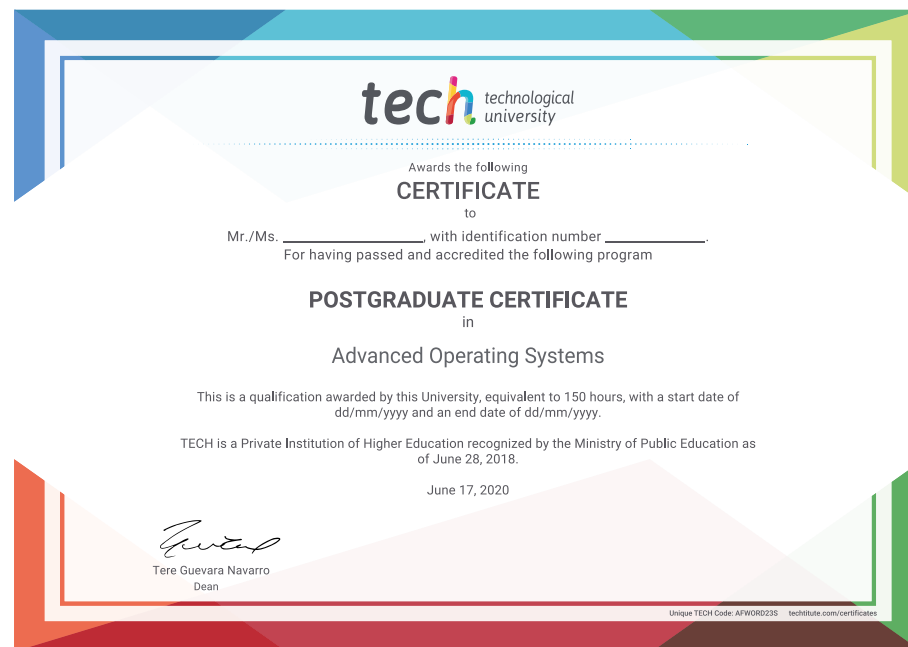 tech technological
university
Awards the following
CERTIFICATE
to
Mr./Ms. ____________, with identification number ____________.
For having passed and accredited the following program
POSTGRADUATE CERTIFICATE
in
Advanced Operating Systems
This is a qualification awarded by this University, equivalent to 150 hours, with a start date of
dd/mm/yyyy and an end date of dd/mm/yyyy.
TECH is a Private Institution of Higher Education recognized by the Ministry of Public Education as
of June 28, 2018.
June 17, 2020
Tere Guevara Navarro
Dean
Unique TECH Code: AFWORD23S techtitute.com/certificates